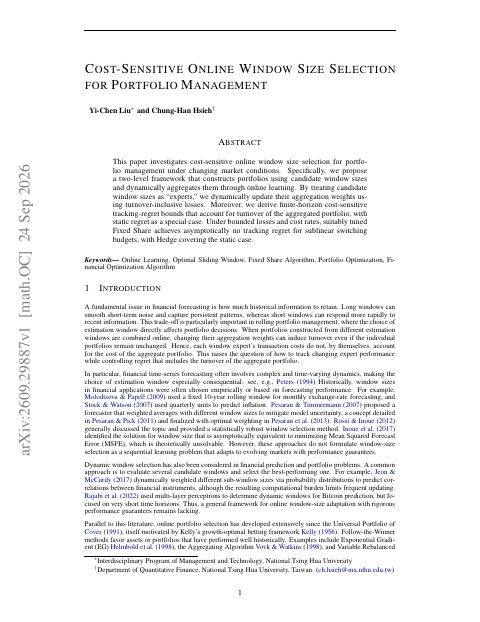 COST-SENSITIVE ONLINE WINDOW SIZE SELECTION
FOR PORTFOLIO MANAGEMENT
Yi-Chen Liu* and Chung-Han Hsieh†
ABSTRACT
This paper investigates cost-sensitive online window size selection for portfo-
lio management under changing market conditions. Specifically, we propose
a two-level framework that constructs portfolios using candidate window sizes
and dynamically aggregates them through online learning. By treating candidate
window sizes as “experts,” we dynamically update their aggregation weights us-
ing turnover-inclusive losses. Moreover, we derive finite-horizon cost-sensitive
tracking-regret bounds that account for turnover of the aggregated portfolio, with
static regret as a special case. Under bounded losses and cost rates, suitably tuned
Fixed Share achieves asymptotically no tracking regret for sublinear switching
budgets, with Hedge covering the static case.
Keywords— Online Learning, Optimal Sliding Window, Fixed Share Algorithm, Portfolio Optimization, Fi-
nancial Optimization Algorithm
1 INTRODUCTION
A fundamental issue in financial forecasting is how much historical information to retain. Long windows can
smooth short-term noise and capture persistent patterns, whereas short windows can respond more rapidly to
recent information. This trade-off is particularly important in rolling portfolio management, where the choice of
estimation window directly affects portfolio decisions. When portfolios constructed from different estimation
windows are combined online, changing their aggregation weights can induce turnover even if the individual
portfolios remain unchanged. Hence, each window expert's transaction costs do not, by themselves, account
for the cost of the aggregate portfolio. This raises the question of how to track changing expert performance
while controlling regret that includes the turnover of the aggregate portfolio.
In particular, financial time-series forecasting often involves complex and time-varying dynamics, making the
choice of estimation window especially consequential; see, e.g., Peters (1994) Historically, window sizes
in financial applications were often chosen empirically or based on forecasting performance. For example,
Molodtsova & Papell (2009) used a fixed 10-year rolling window for monthly exchange-rate forecasting, and
Stock & Watson (2007) used quarterly units to predict inflation. Pesaran & Timmermann (2007) proposed a
forecaster that weighted averages with different window sizes to mitigate model uncertainty, a concept detailed
in Pesaran & Pick (2011) and finalized with optimal weighting in Pesaran et al. (2013). Rossi & Inoue (2012)
generally discussed the topic and provided a statistically robust window selection method. Inoue et al. (2017)
identified the solution for window size that is asymptotically equivalent to minimizing Mean Squared Forecast
Error (MSFE), which is theoretically unsolvable. However, these approaches do not formulate window-size
selection as a sequential learning problem that adapts to evolving markets with performance guarantees.
Dynamic window selection has also been considered in financial prediction and portfolio problems. A common
approach is to evaluate several candidate windows and select the best-performing one. For example, Jeon &
McCurdy (2017) dynamically weighted different sub-window sizes via probability distributions to predict cor-
relations between financial instruments, although the resulting computational burden limits frequent updating.
Rajabi et al. (2022) used multi-layer perceptrons to determine dynamic windows for Bitcoin prediction, but fo-
cused on very short time horizons. Thus, a general framework for online window-size adaptation with rigorous
performance guarantees remains lacking.
Parallel to this literature, online portfolio selection has developed extensively since the Universal Portfolio of
Cover (1991), itself motivated by Kelly's growth-optimal betting framework Kelly (1956). Follow-the-Winner
methods favor assets or portfolios that have performed well historically. Examples include Exponential Gradi-
ent (EG) Helmbold et al. (1998), the Aggregating Algorithm Vovk & Watkins (1998), and Variable Rebalanced
*Interdisciplinary Program of Management and Technology, National Tsing Hua University
†Department of Quantitative Finance, National Tsing Hua University, Taiwan. (ch.hsieh@mx.nthu.edu.tw)
1
arXiv:2609.29887v1 [math.OC] 24 Sep 2026